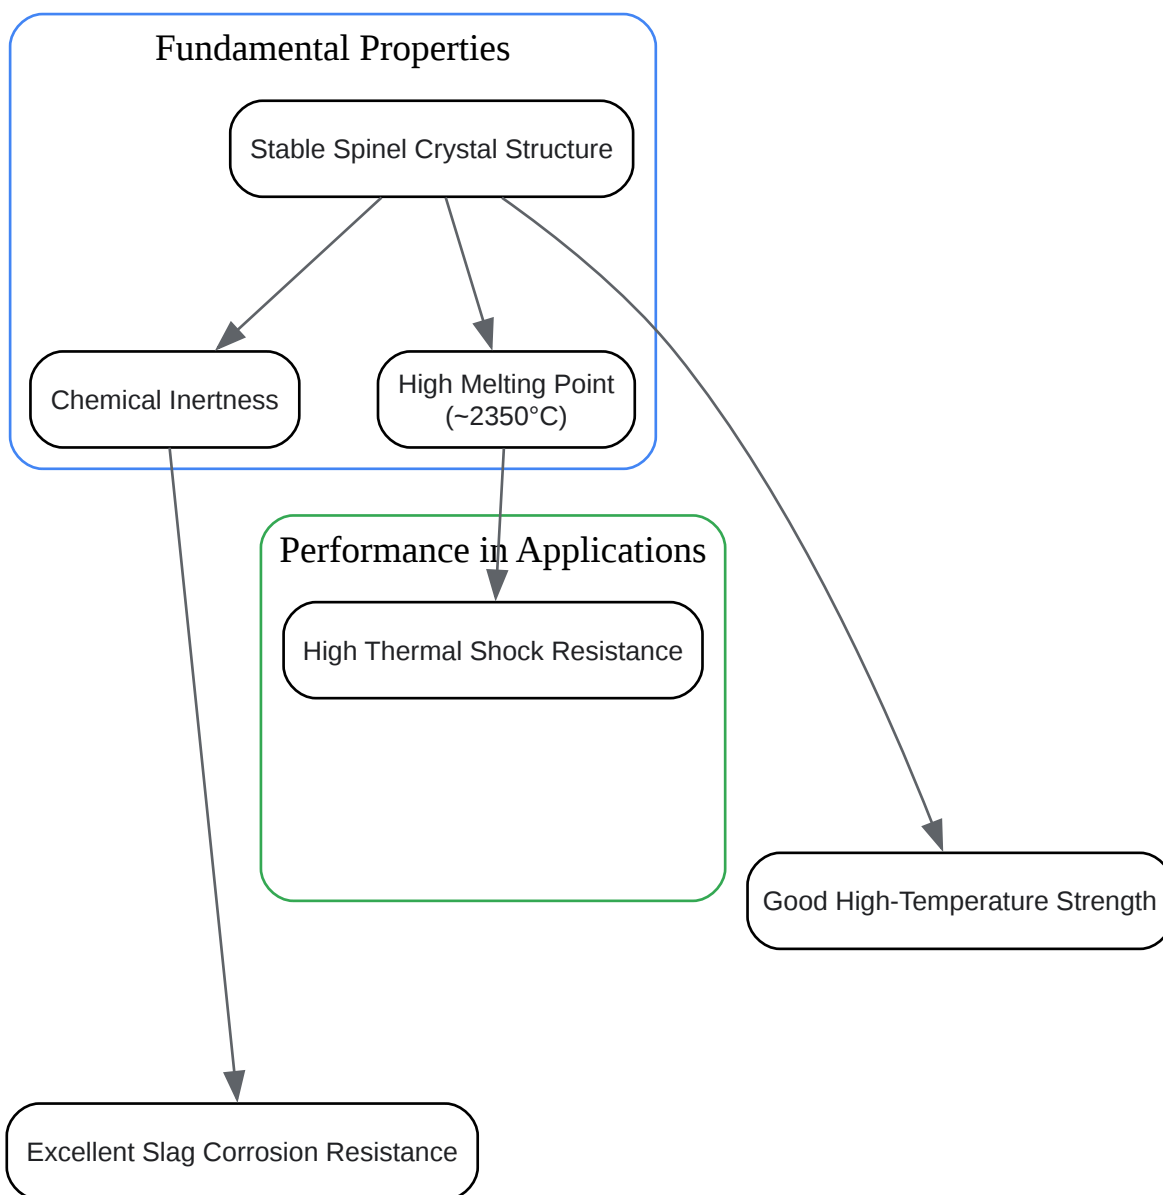 Fundamental Properties
Stable Spinel Crystal Structure
Chemical Inertness
High Melting Point
(~2350°C)
Performance in Applications
High Thermal Shock Resistance
Good High-Temperature Strength
Excellent Slag Corrosion Resistance